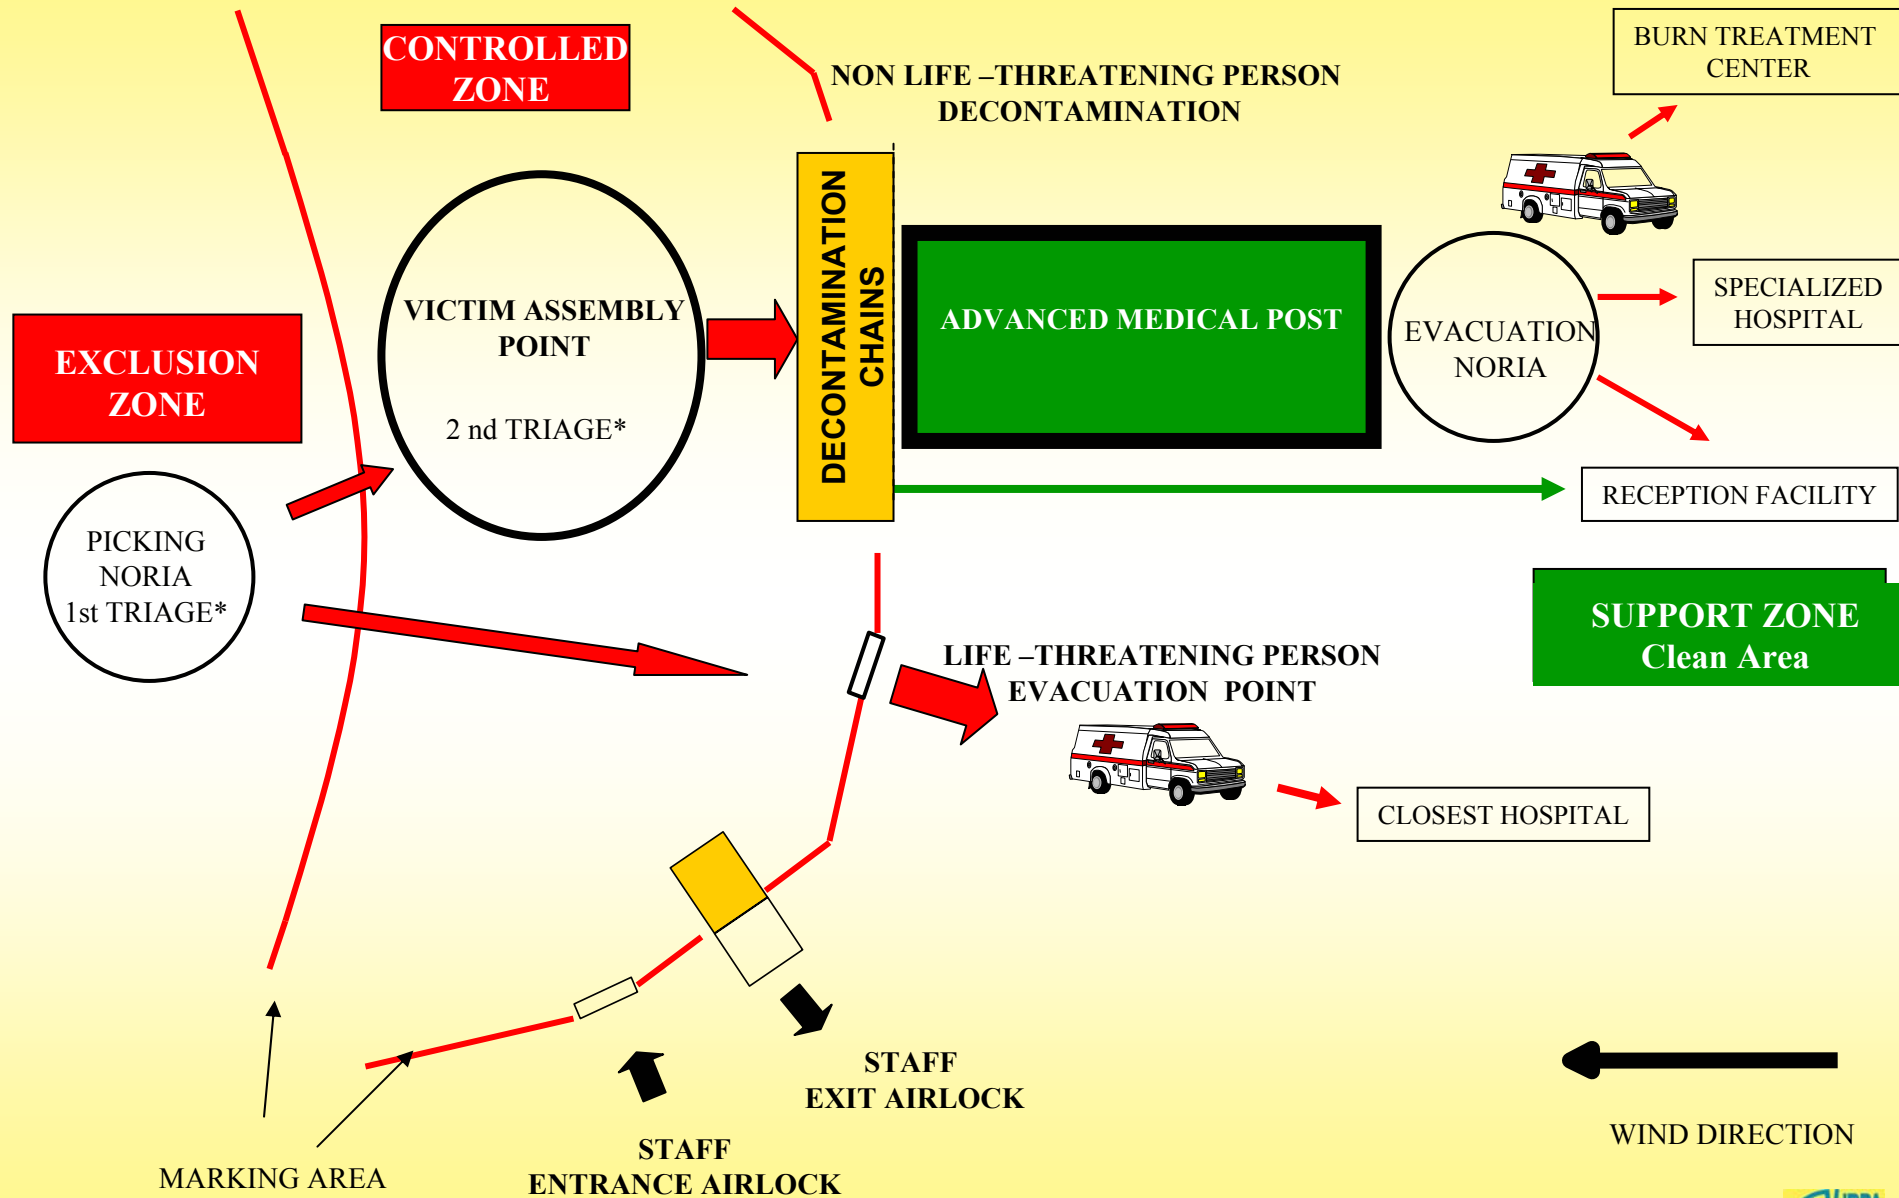 CONTROLLED
ZONE
NON LIFE –THREATENING PERSON
DECONTAMINATION
BURN TREATMENT
CENTER
VICTIM ASSEMBLY
POINT
2 nd TRIAGE*
DECONTAMINATION
CHAINS
ADVANCED MEDICAL POST
EVACUATION
NORIA
SPECIALIZED
HOSPITAL
EXCLUSION
ZONE
RECEPTION FACILITY
PICKING
NORIA
1st TRIAGE*
SUPPORT ZONE
Clean Area
LIFE –THREATENING PERSON
EVACUATION POINT
CLOSEST HOSPITAL
STAFF
EXIT AIRLOCK
STAFF
ENTRANCE AIRLOCK
MARKING AREA
WIND DIRECTION